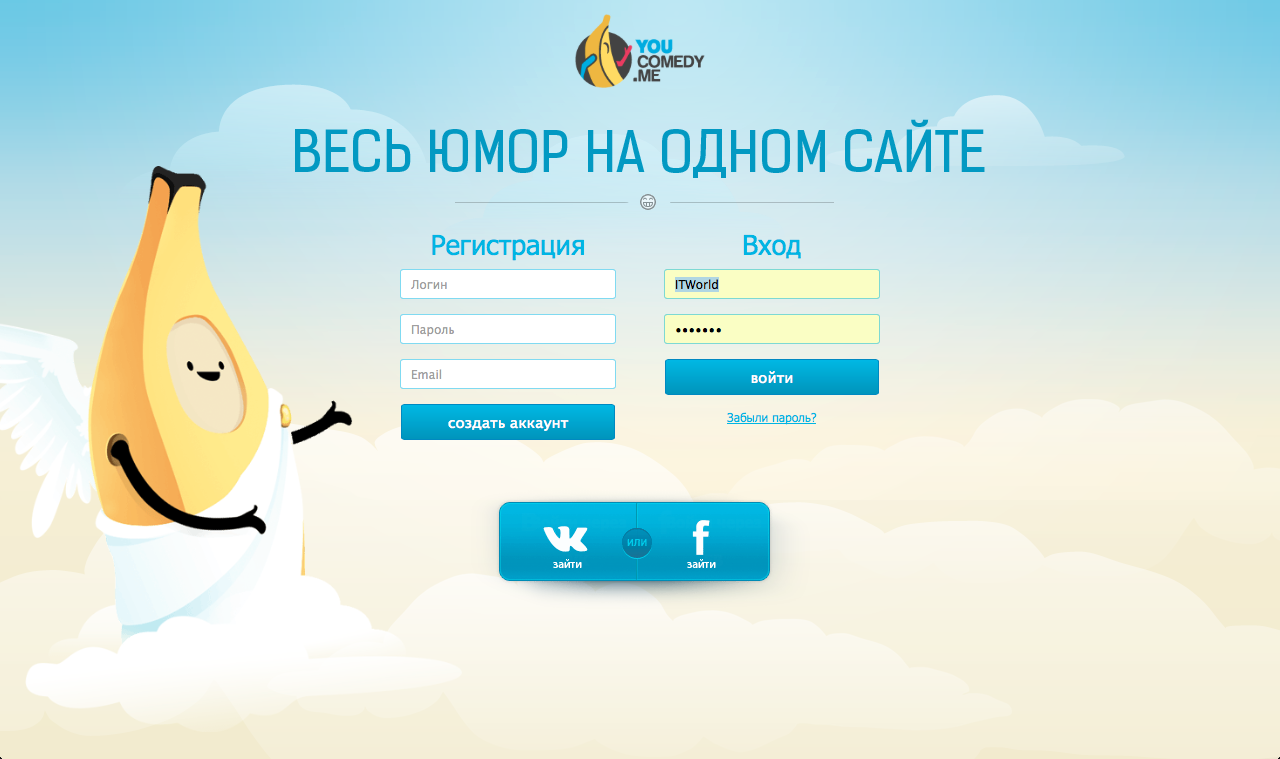 YOU
COMEDY
.ME
ВЕСЬ ЮМОР НА ОДНОМ САЙТЕ
Регистрация
Логин
Пароль
Email
создать аккаунт
Вход
ITWorld
•••••••
войти
Забыли пароль?
зайти
или
зайти